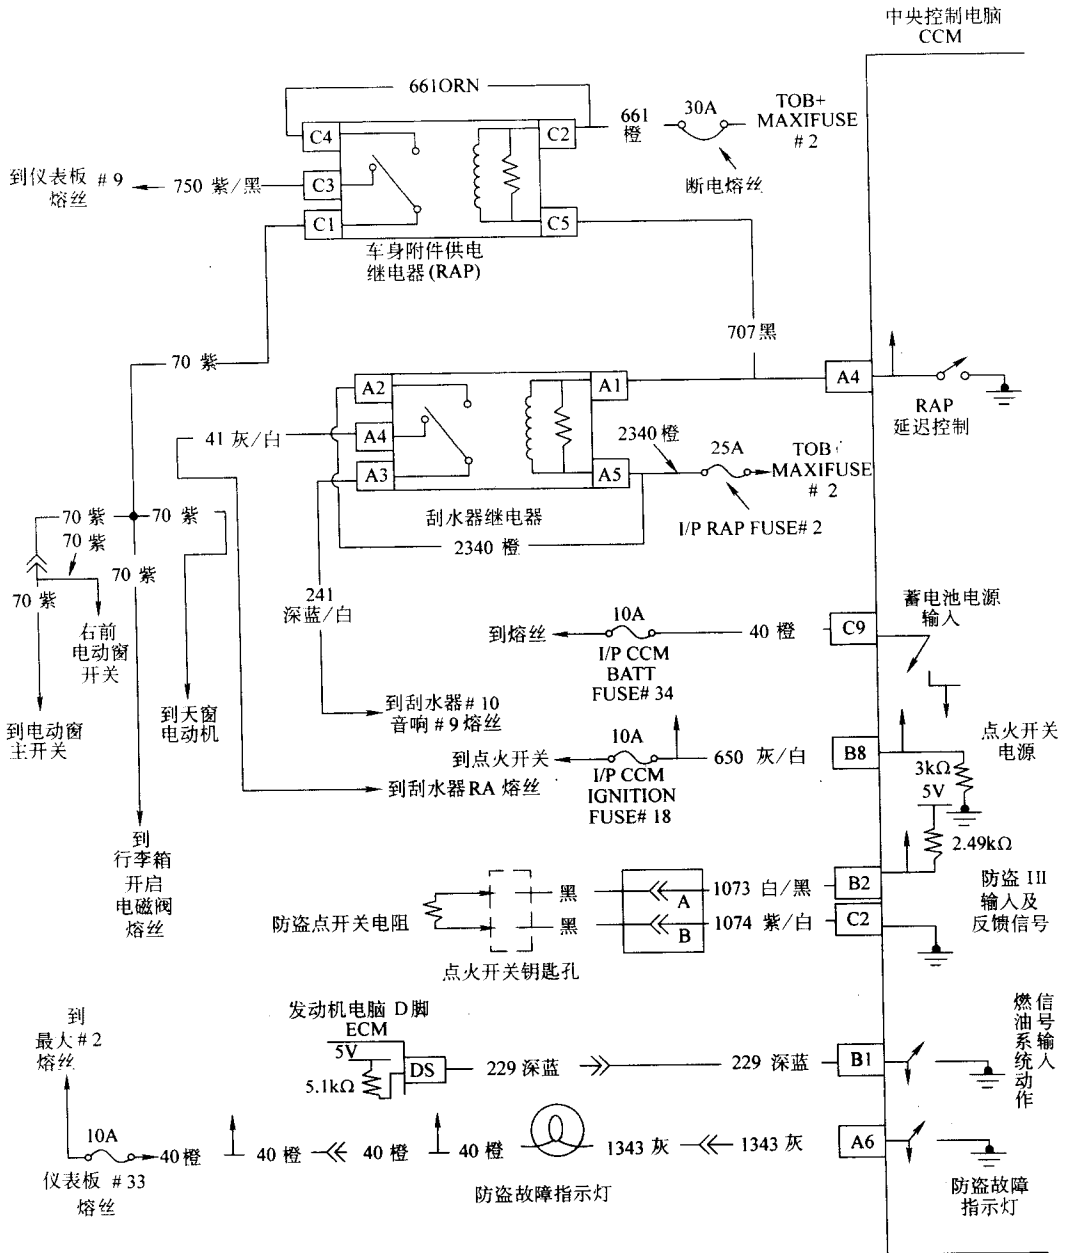 中央控制电脑
CCM
661ORN
C4
C2
661
橙
30A
TOB+
MAXIFUSE
# 2
断电熔丝
到仪表板 # 9
熔丝
750 紫/黑
C3
C1
C5
车身附件供电
继电器(RAP)
707黑
70 紫
A2
A1
A4
RAP
延迟控制
41 灰/白
A4
A3
A5
2340橙
25A
TOB
MAXIFUSE
# 2
I/P RAP FUSE# 2
刮水器继电器
2340 橙
70 紫
70 紫
70 紫
70 紫
70 紫
右前
电动窗
开关
到电动窗
主开关
到天窗
电动机
241
深蓝/白
到熔丝
10A
40 橙
C9
蓄电池电源
输入
I/P CCM
BATT
FUSE# 34
到刮水器# 10
音响 # 9 熔丝
到点火开关
10A
650 灰/白
B8
点火开关
电源
I/P CCM
IGNITION
FUSE# 18
到刮水器RA 熔丝
3kΩ
5V
2.49kΩ
到
行李箱
开启
电磁阀
熔丝
防盗点开关电阻
黑
黑
A
B
1073 白/黑
1074 紫/白
B2
C2
防盗 III
输入及
反馈信号
点火开关钥匙孔
发动机电脑 D脚
ECM
5V
5.1kΩ
DS
229 深蓝
229 深蓝
B1
信号输入
燃油系统动作
到
最大# 2
熔丝
10A
40橙
40 橙
40 橙
40 橙
1343 灰
1343 灰
A6
仪表板 # 33
熔丝
防盗故障指示灯
防盗故障
指示灯